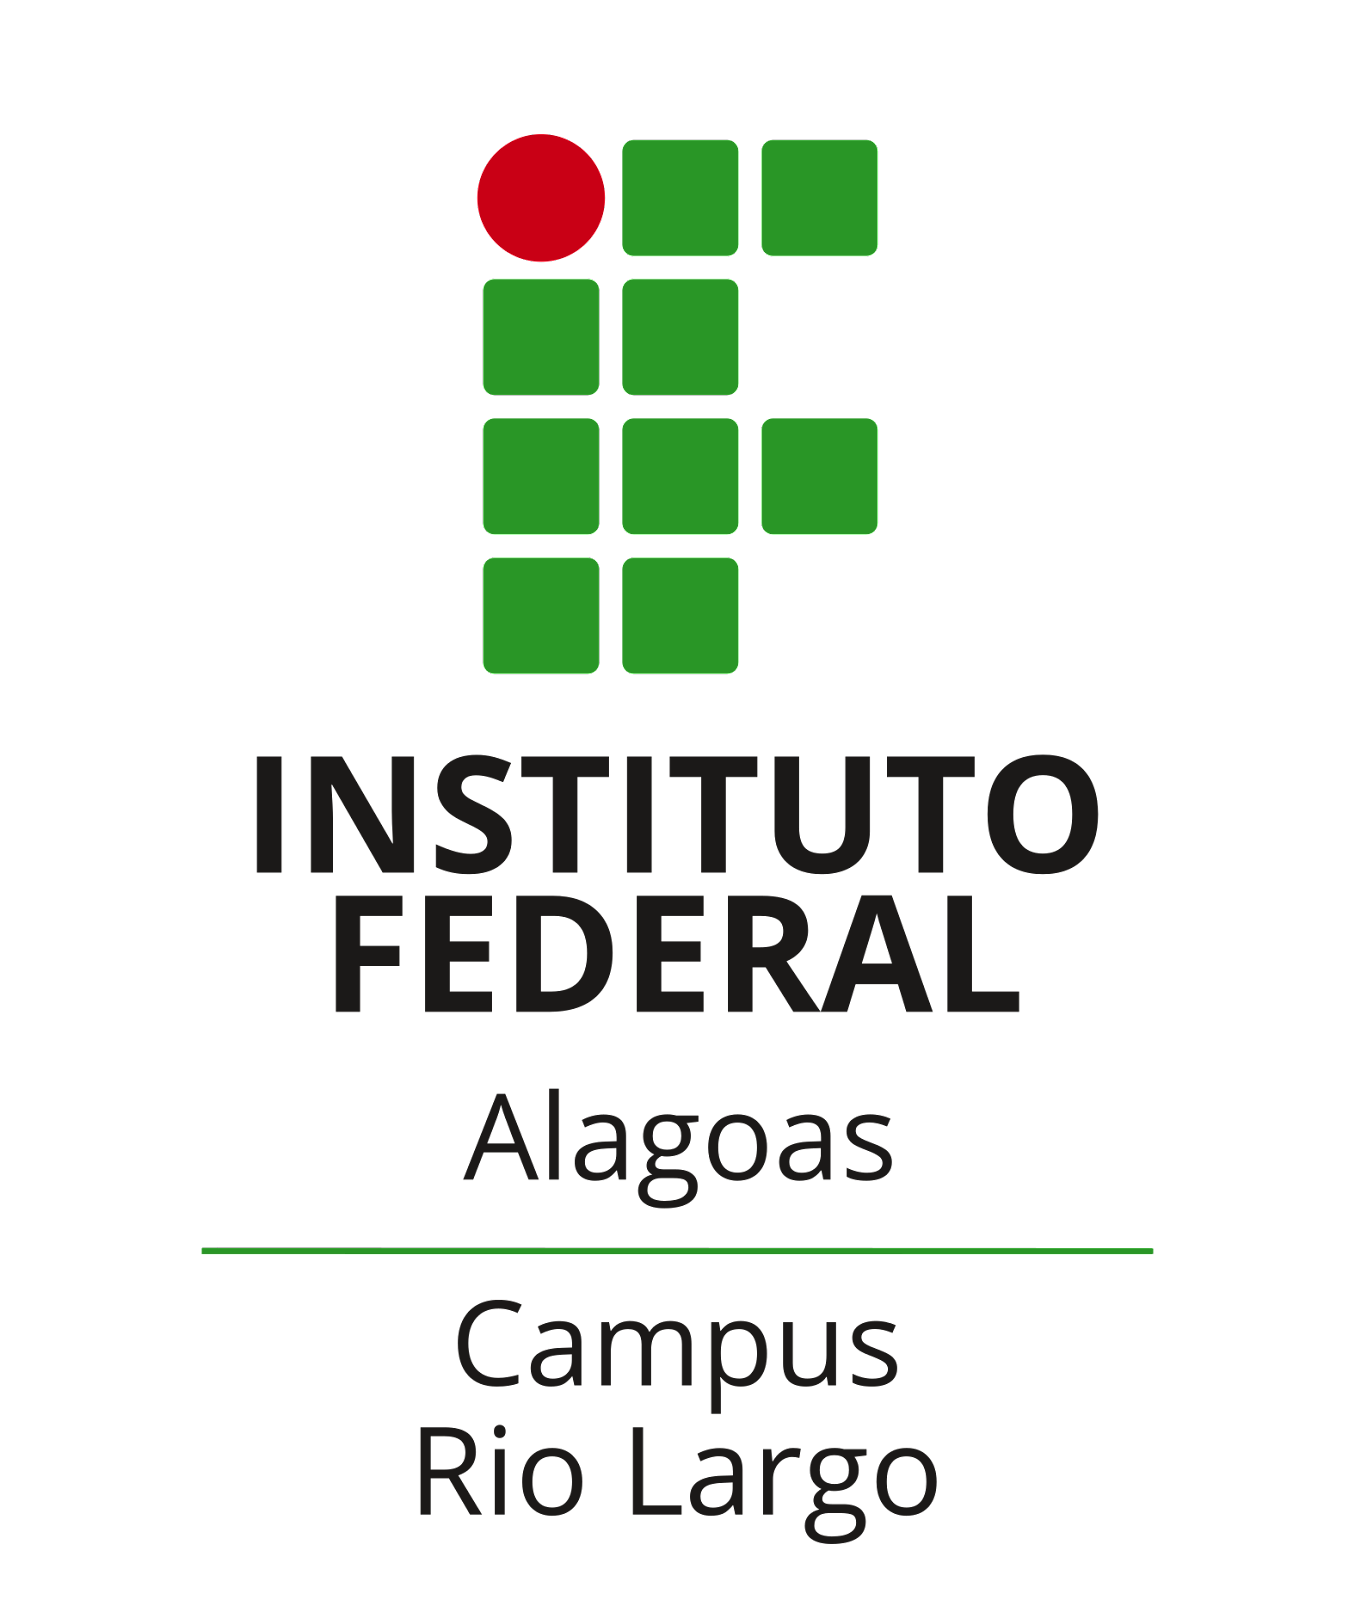 INSTITUTO
FEDERAL
Alagoas
Campus
Rio Largo